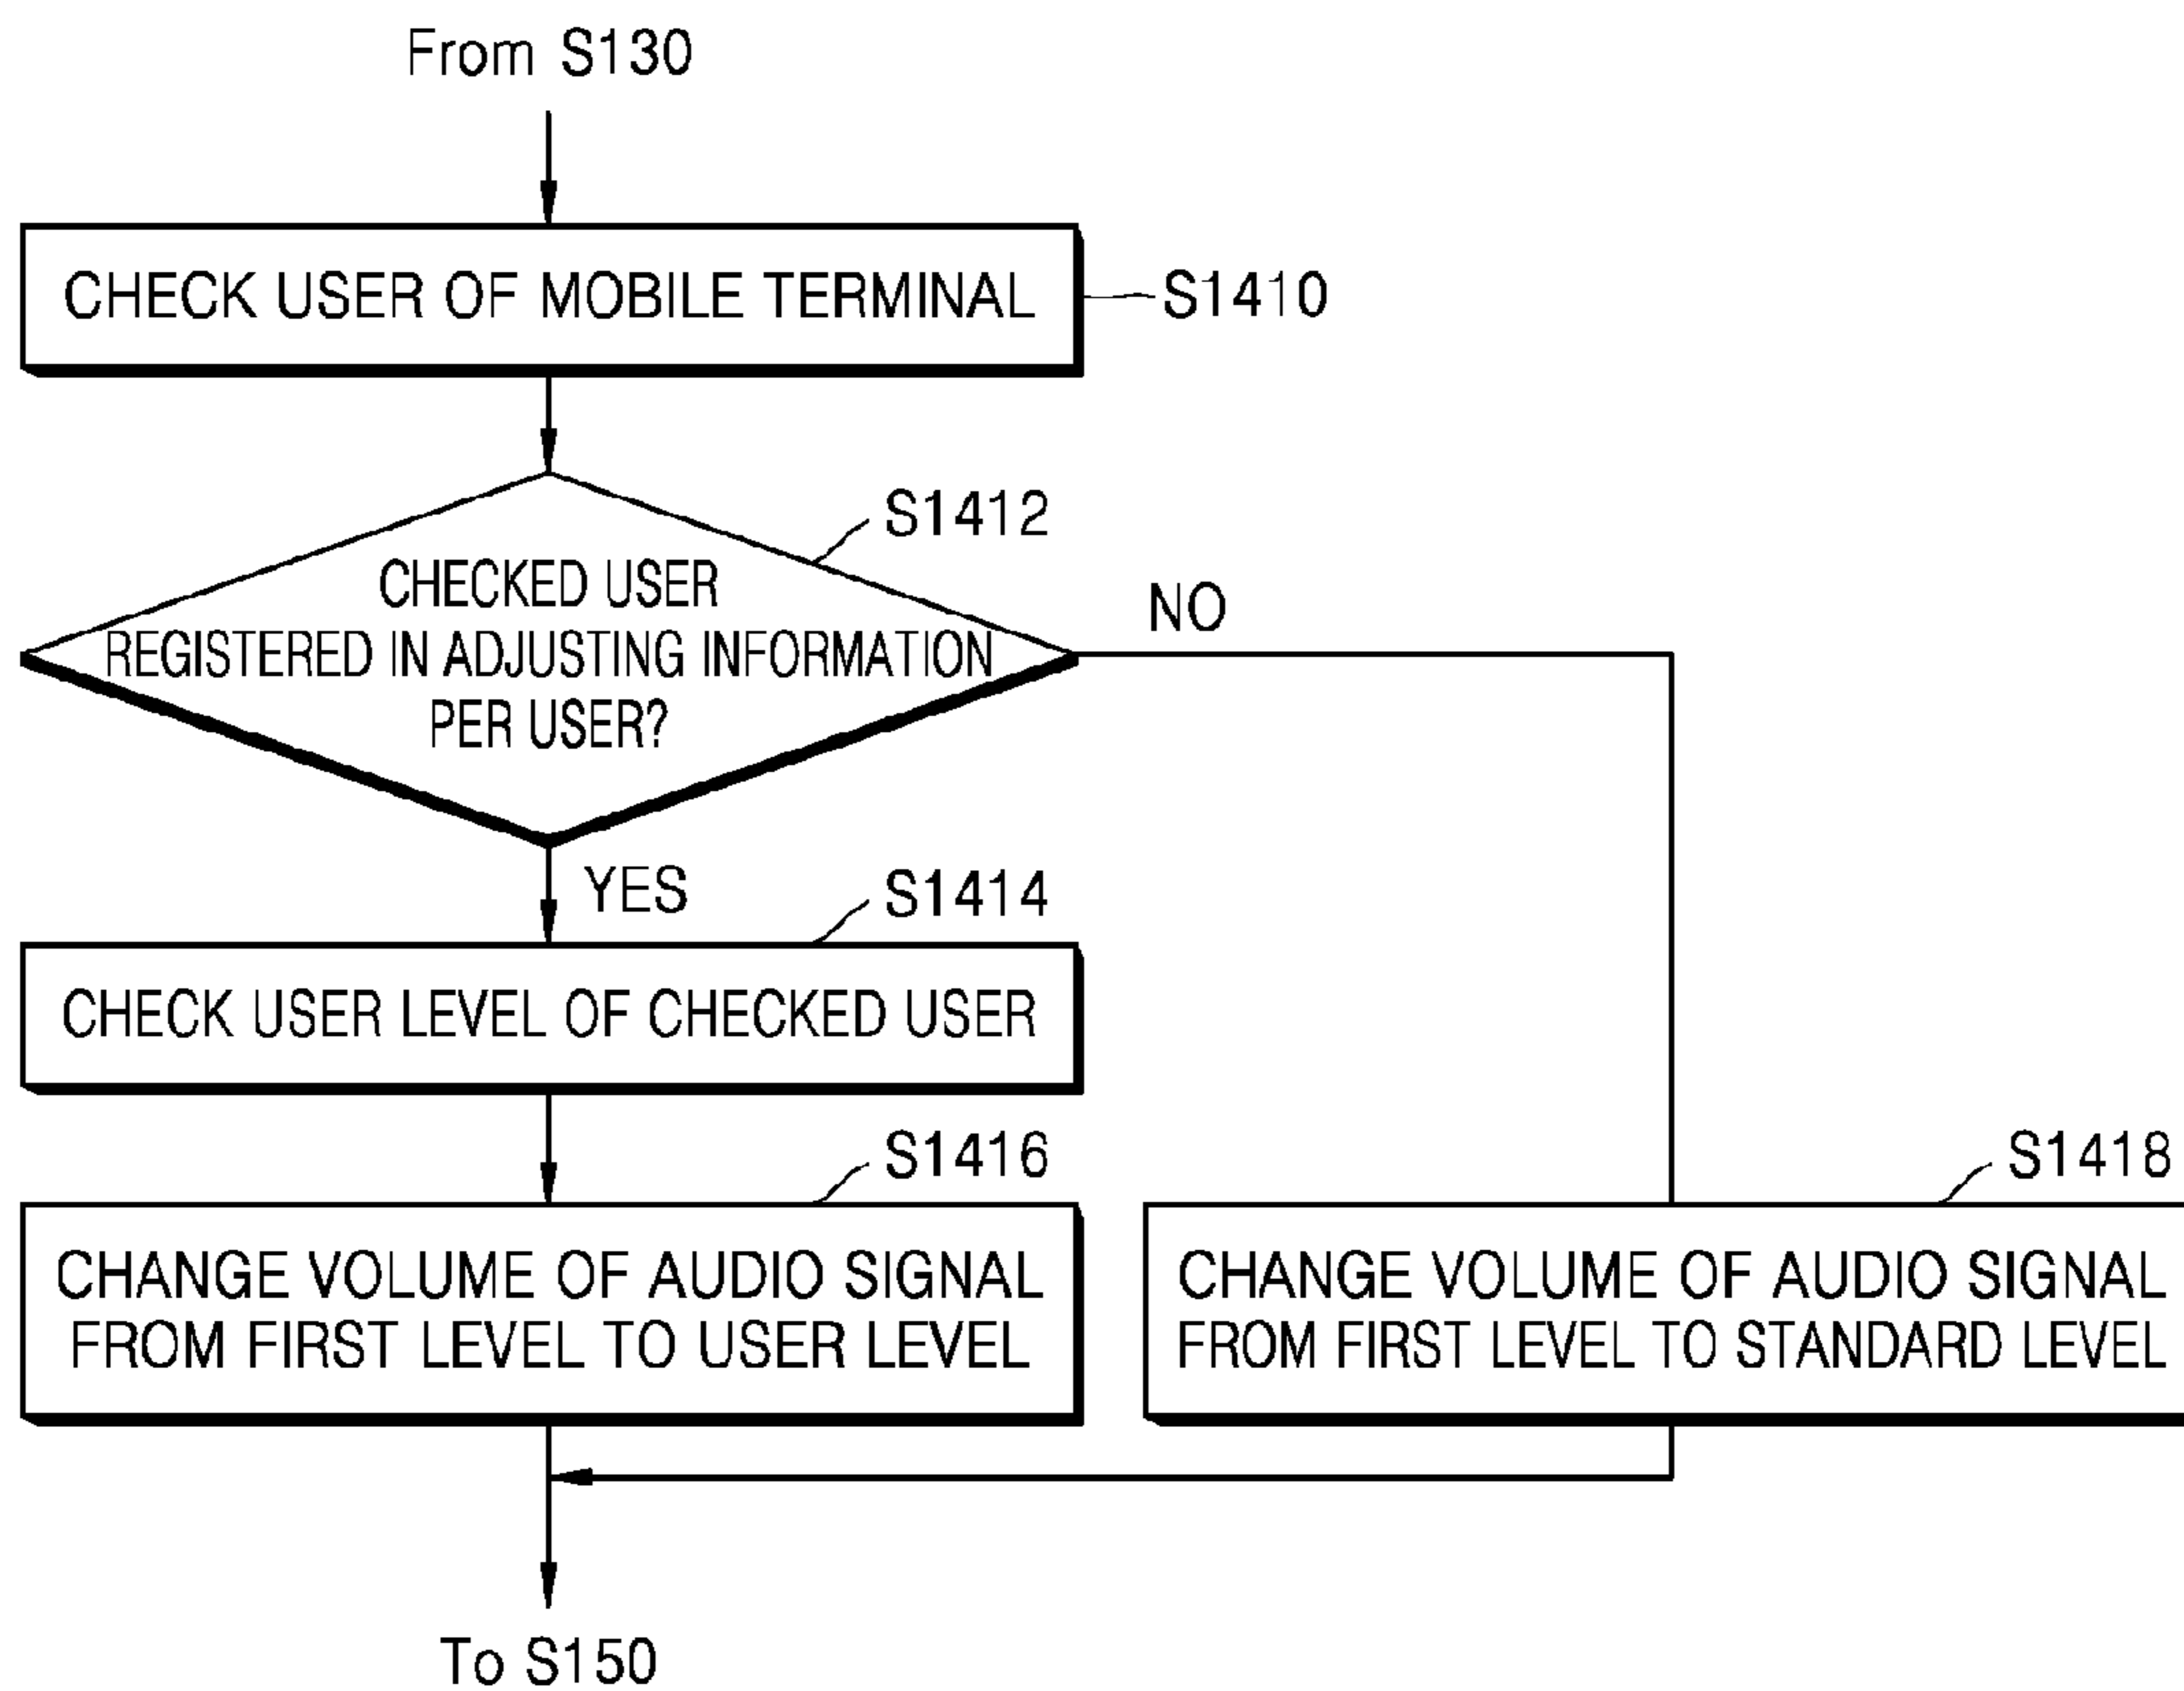 From S130
CHECK USER OF MOBILE TERMINAL
S1410
S1412
CHECKED USER
REGISTERED IN ADJUSTING INFORMATION
PER USER?
NO
YES
S1414
CHECK USER LEVEL OF CHECKED USER
S1416
CHANGE VOLUME OF AUDIO SIGNAL
FROM FIRST LEVEL TO USER LEVEL
S1418
CHANGE VOLUME OF AUDIO SIGNAL
FROM FIRST LEVEL TO STANDARD LEVEL
To S150